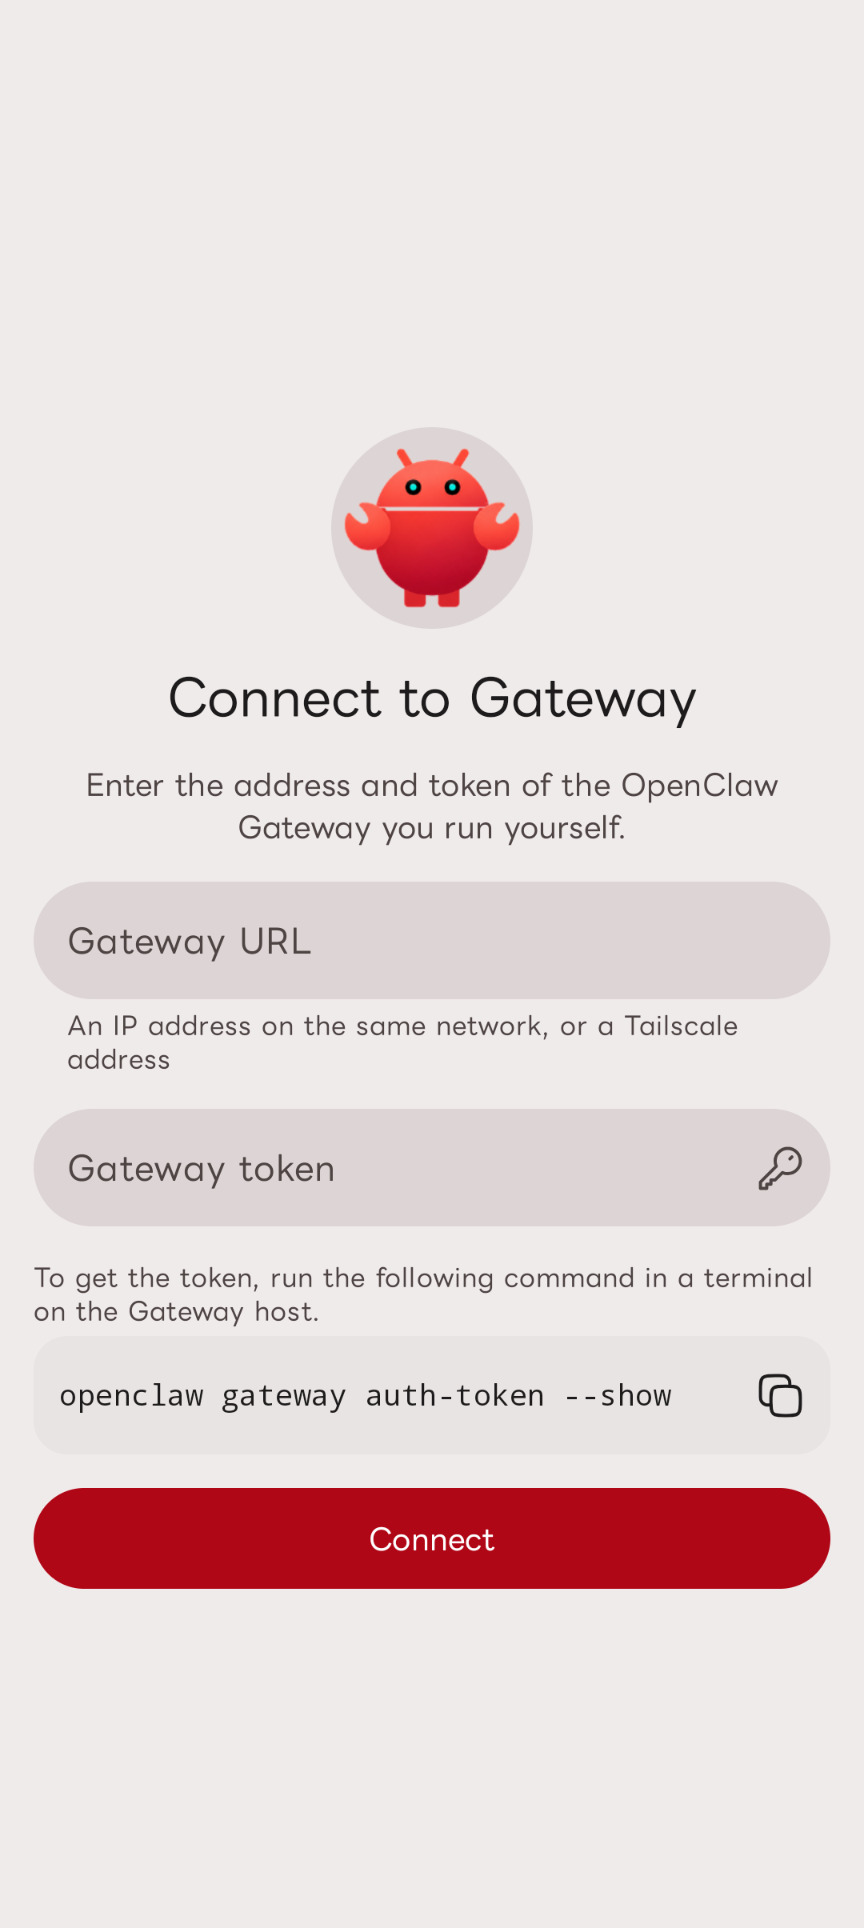 Connect to Gateway
Enter the address and token of the OpenClaw
Gateway you run yourself.
Gateway URL
An IP address on the same network, or a Tailscale
address
Gateway token
To get the token, run the following command in a terminal
on the Gateway host.
openclaw gateway auth-token --show
Connect